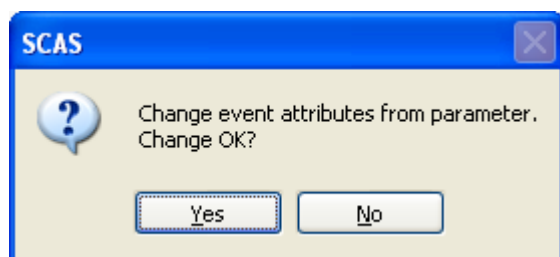 SCAS
Change event attributes from parameter.
Change OK?
Yes
No